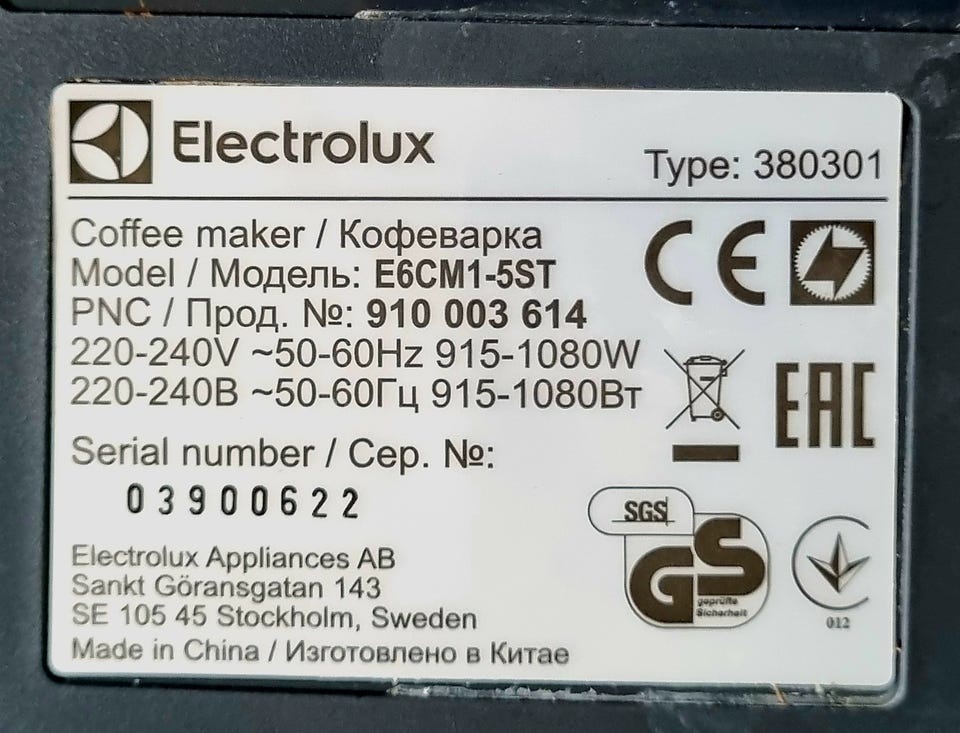 Electrolux
Type: 380301
Coffee maker / Кофеварка
Model / Модель: E6CM1-5ST
PNC / Прод. №: 910 003 614
220-240V ~50-60Hz 915-1080W
220-240В ~50-60Гц 915-1080Вт
CE
EAC
Serial number / Сер. №:
03900622
SGS
GS
geprüfte
Sicherheit
012
Electrolux Appliances AB
Sankt Göransgatan 143
SE 105 45 Stockholm, Sweden
Made in China / Изготовлено в Китае